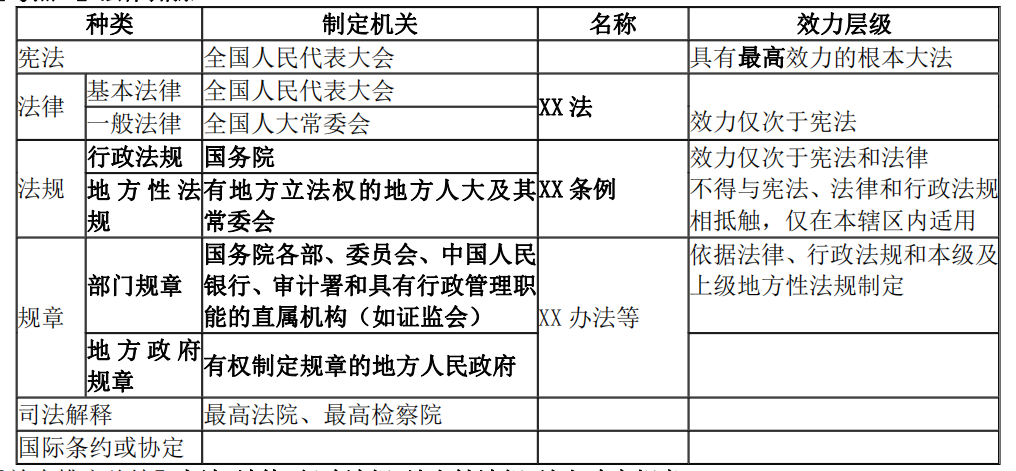 种类 制定机关 名称 效力层级
宪法 全国人民代表大会 具有最高效力的根本大法
法律 基本法律 全国人民代表大会 XX 法 效力仅次于宪法
一般法律 全国人大常委会
法规 行政法规 国务院 XX 条例 效力仅次于宪法和法律
地方性法规 有地方立法权的地方人大及其常委会 不得与宪法、法律和行政法规相抵触，仅在本辖区内适用
规章 部门规章 国务院各部、委员会、中国人民银行、审计署和具有行政管理职能的直属机构（如证监会） XX 办法等 依据法律、行政法规和本级及上级地方性法规制定
地方政府规章 有权制定规章的地方人民政府
司法解释 最高法院、最高检察院
国际条约或协定